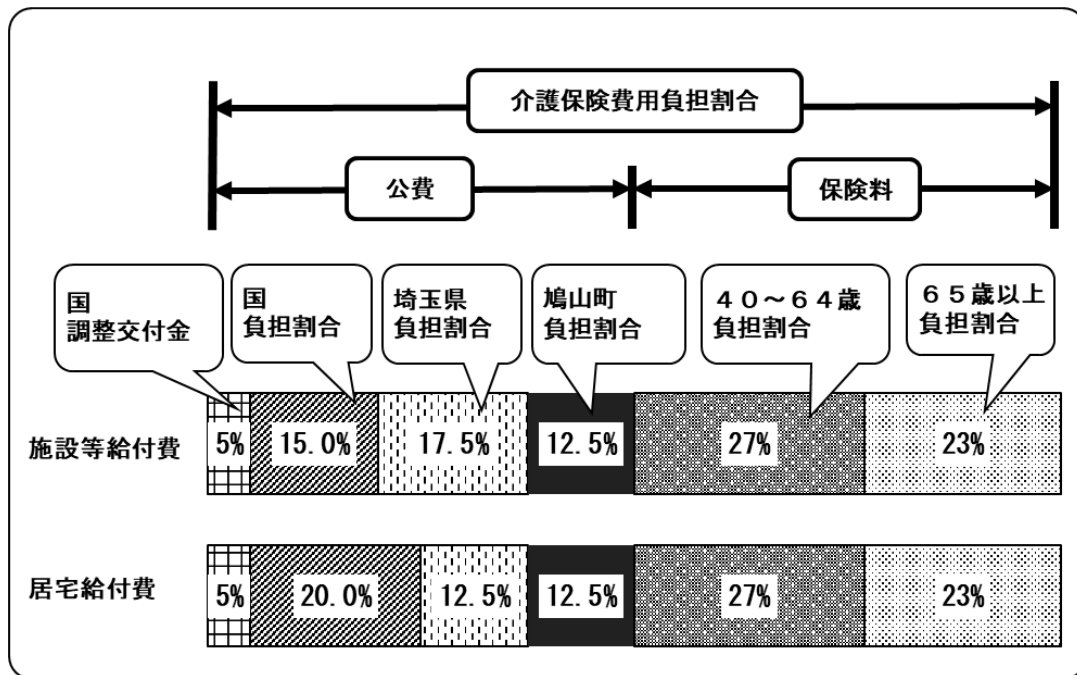 介護保険費用負担割合
公費
保険料
国
調整交付金
国
負担割合
埼玉県
負担割合
鳩山町
負担割合
４０～６４歳
負担割合
６５歳以上
負担割合
施設等給付費
5%
15.0%
17.5%
12.5%
27%
23%
居宅給付費
5%
20.0%
12.5%
12.5%
27%
23%